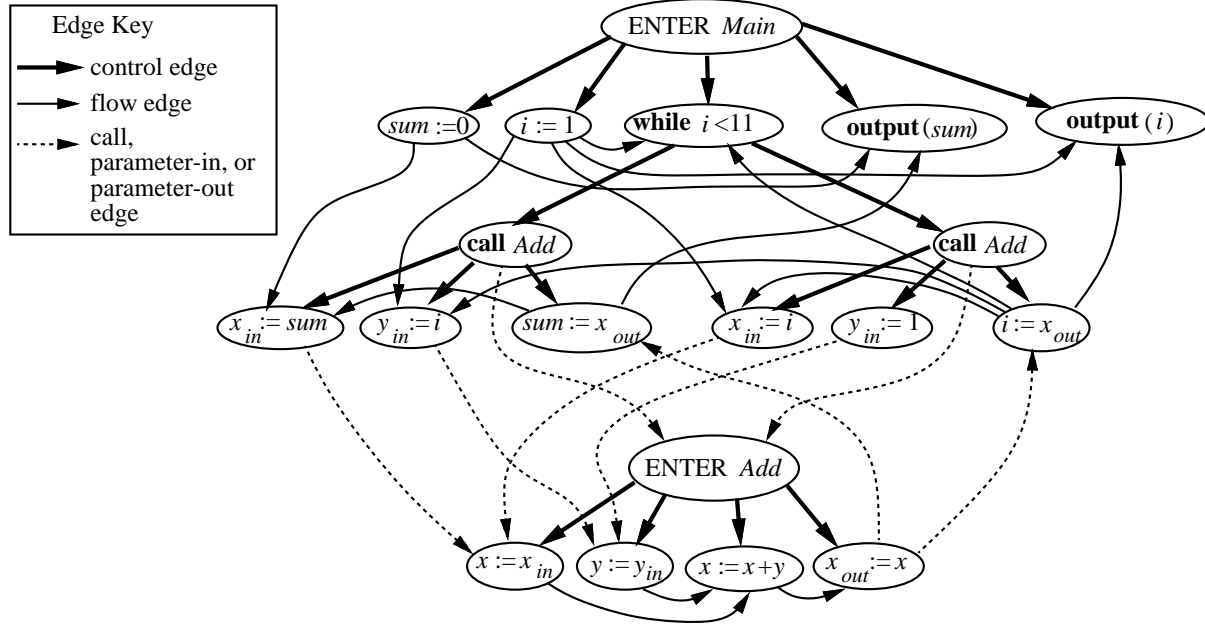 Edge Key
control edge
flow edge
call,
parameter-in, or
parameter-out
edge
ENTER Main
sum :=0
i := 1
while i <11
output (sum)
output (i)
call Add
call Add
x in := sum
y in := i
sum := x out
x in := i
y in := 1
i := x out
ENTER Add
x := x in
y := y in
x := x+y
x out := x